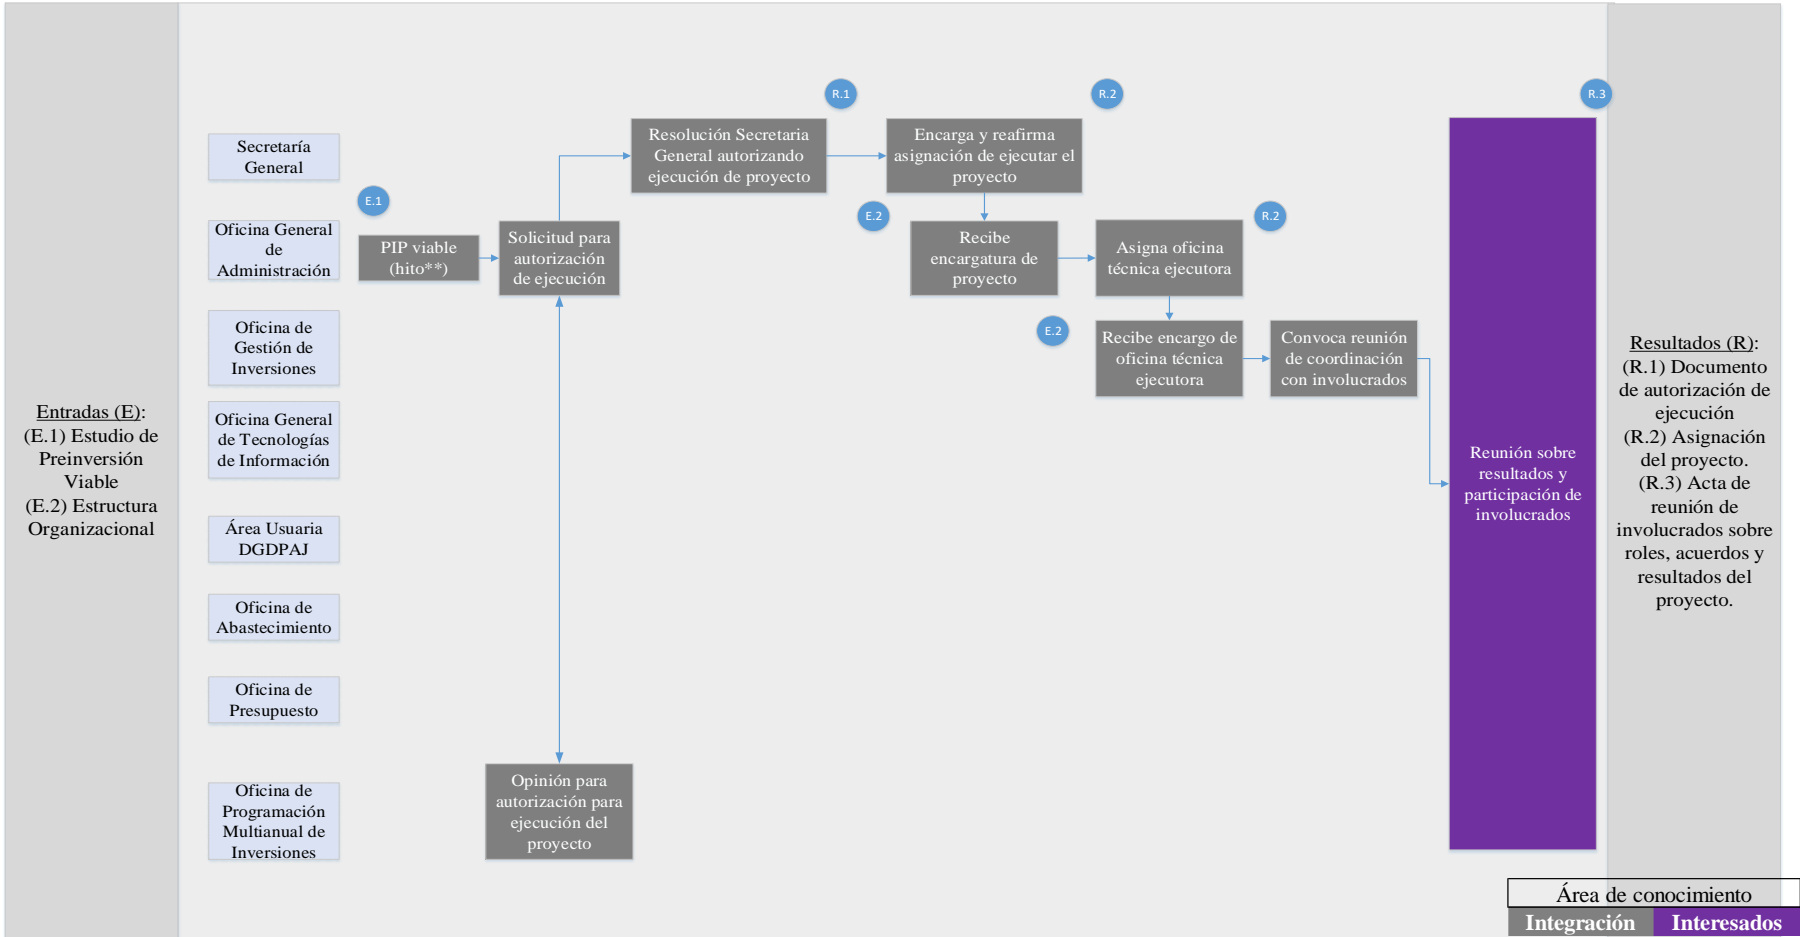 Entradas (E):
(E.1) Estudio de
Preinversión
Viable
(E.2) Estructura
Organizacional
Secretaría
General
Oficina General
de
Administración
Oficina de
Gestión de
Inversiones
Oficina General
de Tecnologías
de Información
Área Usuaria
DGDPAJ
Oficina de
Abastecimiento
Oficina de
Presupuesto
Oficina de
Programación
Multianual de
Inversiones
E.1
PIP viable
(hito**)
Solicitud para
autorización
de ejecución
Opinión para
autorización para
ejecución del
proyecto
R.1
Resolución Secretaria
General autorizando
ejecución de proyecto
R.2
Encarga y reafirma
asignación de ejecutar el
proyecto
E.2
Recibe
encargatura de
proyecto
R.2
Asigna oficina
técnica ejecutora
E.2
Recibe encargo de
oficina técnica
ejecutora
Convoca reunión
de coordinación
con involucrados
R.3
Reunión sobre
resultados y
participación de
involucrados
Resultados (R):
(R.1) Documento
de autorización de
ejecución
(R.2) Asignación
del proyecto.
(R.3) Acta de
reunión de
involucrados sobre
roles, acuerdos y
resultados del
proyecto.
Área de conocimiento
Integración
Interesados